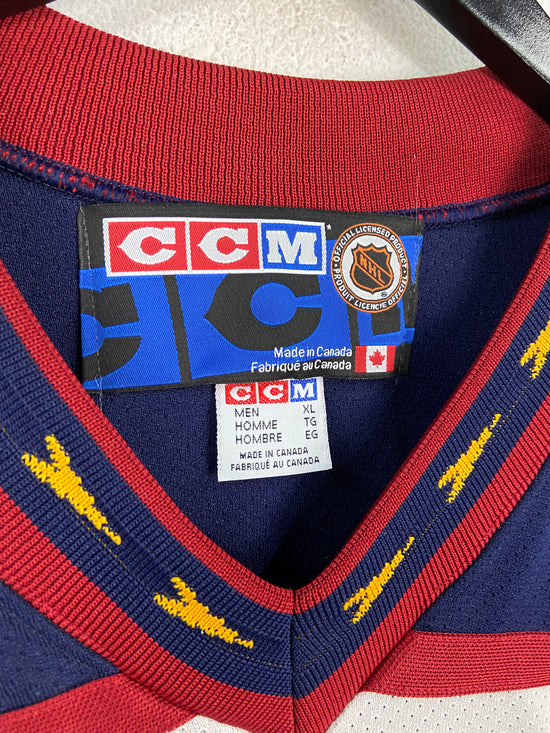 CCM
OFFICIAL LICENSED PRODUCT
NHL
PRODUIT LICENCIÉ OFFICIEL
C C
Made in Canada
Fabriqué au Canada
CCM
MEN XL
HOMME TG
HOMBRE EG
MADE IN CANADA
FABRIQUÉ AU CANADA